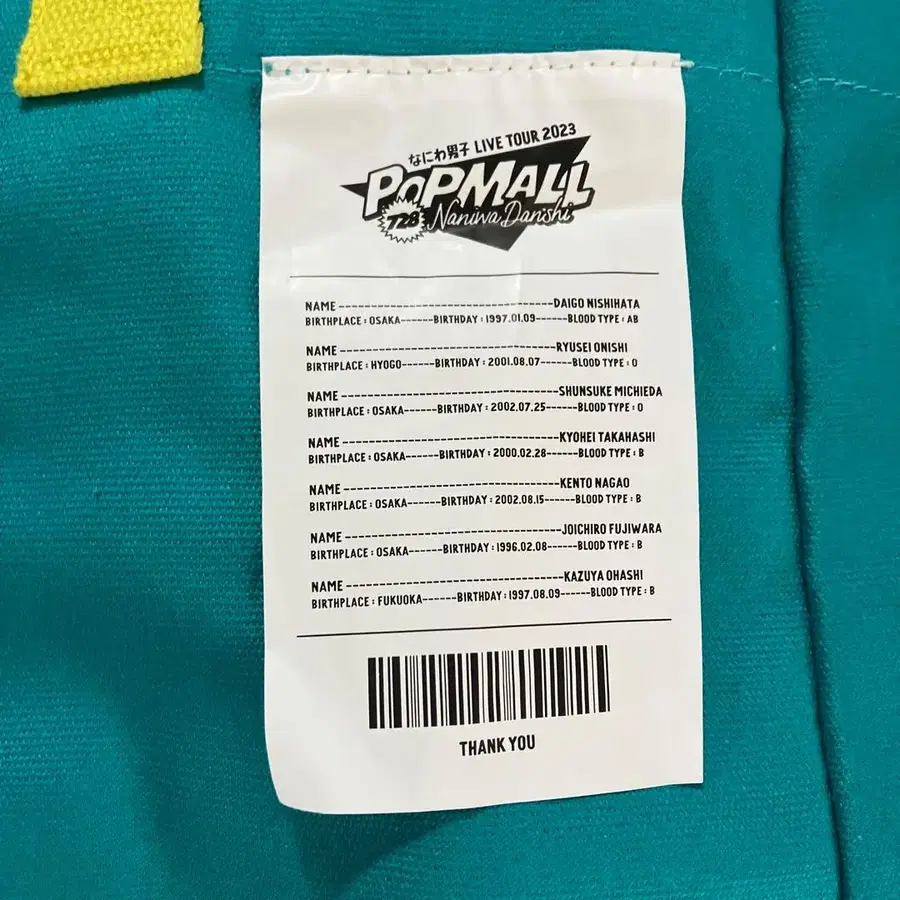 なにわ男子 LIVE TOUR 2023
POPMALL
728 Naniwa Danshi
NAME---------------------------------DAIGO NISHIHATA
BIRTHPLACE : OSAKA------BIRTHDAY : 1997.01.09------BLOOD TYPE : AB
NAME---------------------------------RYUSEI ONISHI
BIRTHPLACE : HYOGO------BIRTHDAY : 2001.08.07------BLOOD TYPE : O
NAME---------------------------------SHUNSUKE MICHIEDA
BIRTHPLACE : OSAKA------BIRTHDAY : 2002.07.25------BLOOD TYPE : O
NAME---------------------------------KYOHEI TAKAHASHI
BIRTHPLACE : OSAKA------BIRTHDAY : 2000.02.28------BLOOD TYPE : B
NAME---------------------------------KENTO NAGAO
BIRTHPLACE : OSAKA------BIRTHDAY : 2002.08.15------BLOOD TYPE : B
NAME---------------------------------JOICHIRO FUJIWARA
BIRTHPLACE : OSAKA------BIRTHDAY : 1996.02.08------BLOOD TYPE : B
NAME---------------------------------KAZUYA OHASHI
BIRTHPLACE : FUKUOKA------BIRTHDAY : 1997.08.09------BLOOD TYPE : B
THANK YOU